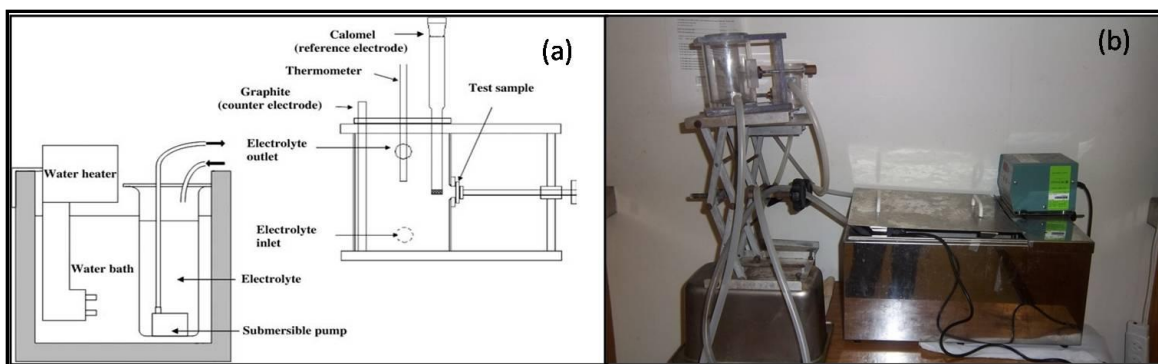 Calomel
(reference electrode)
(a)
Thermometer
Graphite
(counter electrode)
Test sample
Electrolyte
outlet
Water heater
Electrolyte
inlet
Water bath
Electrolyte
Submersible pump
(b)